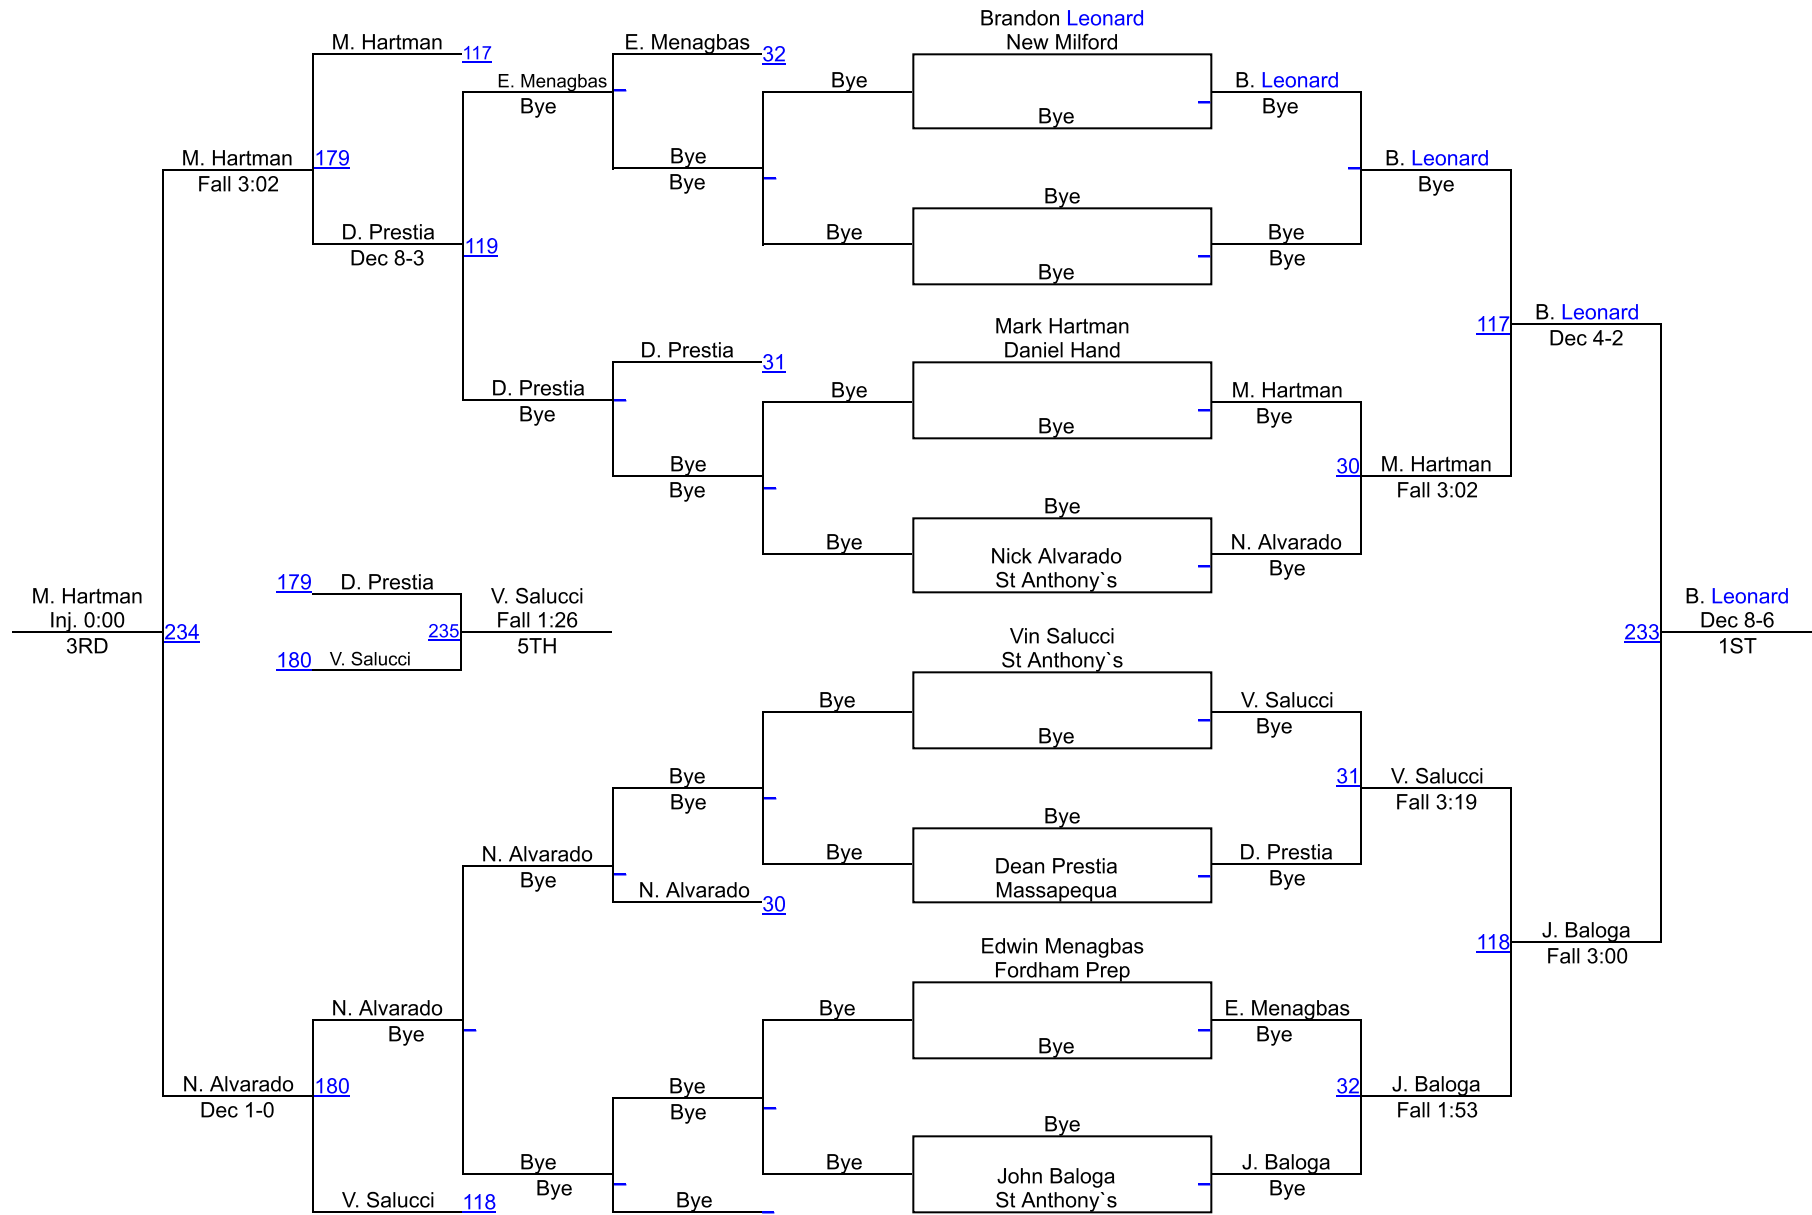 Brandon Leonard
New Milford
M. Hartman
117
E. Menagbas
32
E. Menagbas
Bye
Bye
B. Leonard
Bye
Bye
Bye
M. Hartman
179
Fall 3:02
Bye
Bye
B. Leonard
Bye
Bye
D. Prestia
119
Dec 8-3
Bye
Bye
Bye
Bye
B. Leonard
117
Dec 4-2
Mark Hartman
Daniel Hand
D. Prestia
31
D. Prestia
Bye
Bye
M. Hartman
Bye
Bye
Bye
Bye
30
M. Hartman
Fall 3:02
Bye
Bye
Nick Alvarado
St Anthony`s
N. Alvarado
Bye
179
D. Prestia
M. Hartman
Inj. 0:00
3RD
234
V. Salucci
Fall 1:26
5TH
235
180
V. Salucci
B. Leonard
Dec 8-6
1ST
233
Vin Salucci
St Anthony`s
Bye
V. Salucci
Bye
Bye
Bye
Bye
31
V. Salucci
Fall 3:19
Bye
N. Alvarado
Bye
Bye
Dean Prestia
Massapequa
D. Prestia
Bye
N. Alvarado
30
118
J. Baloga
Fall 3:00
Edwin Menagbas
Fordham Prep
N. Alvarado
Bye
Bye
E. Menagbas
Bye
Bye
N. Alvarado
180
Dec 1-0
Bye
Bye
32
J. Baloga
Fall 1:53
Bye
Bye
Bye
Bye
John Baloga
St Anthony`s
J. Baloga
Bye
V. Salucci
118
Bye